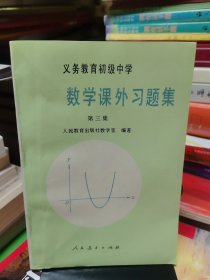 义务教育初级中学
数学课外习题集
第三集
人民教育出版社数学室 编著
y
x
人民教育出版社